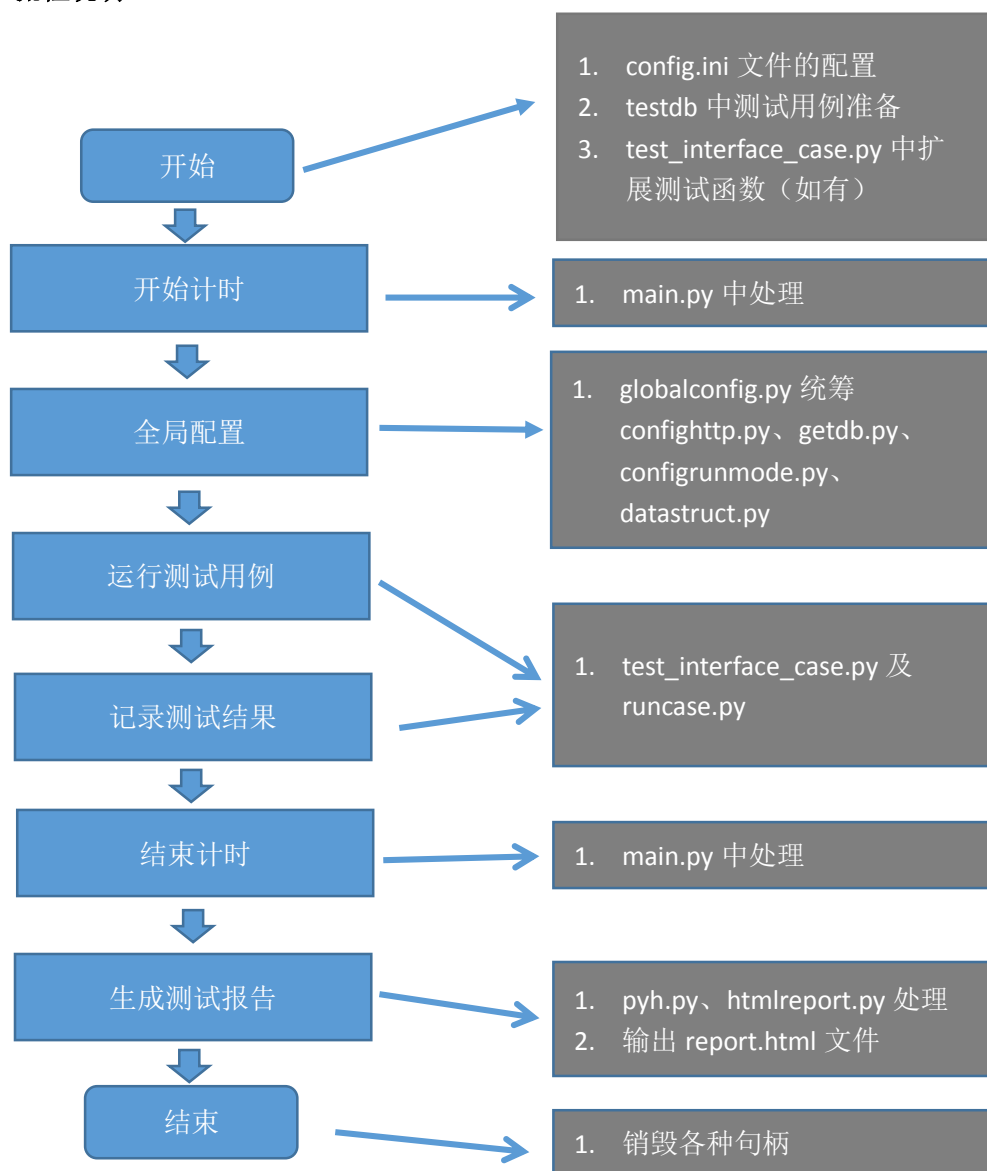 开始
1. config.ini 文件的配置
2. testdb 中测试用例准备
3. test_interface_case.py 中扩
展测试函数（如有）
开始计时
1. main.py 中处理
全局配置
1. globalconfig.py 统筹
confighttp.py、getdb.py、
configrunmode.py、
datastruct.py
运行测试用例
记录测试结果
1. test_interface_case.py 及
runcase.py
结束计时
1. main.py 中处理
生成测试报告
1. pyh.py、htmlreport.py 处理
2. 输出 report.html 文件
结束
1. 销毁各种句柄